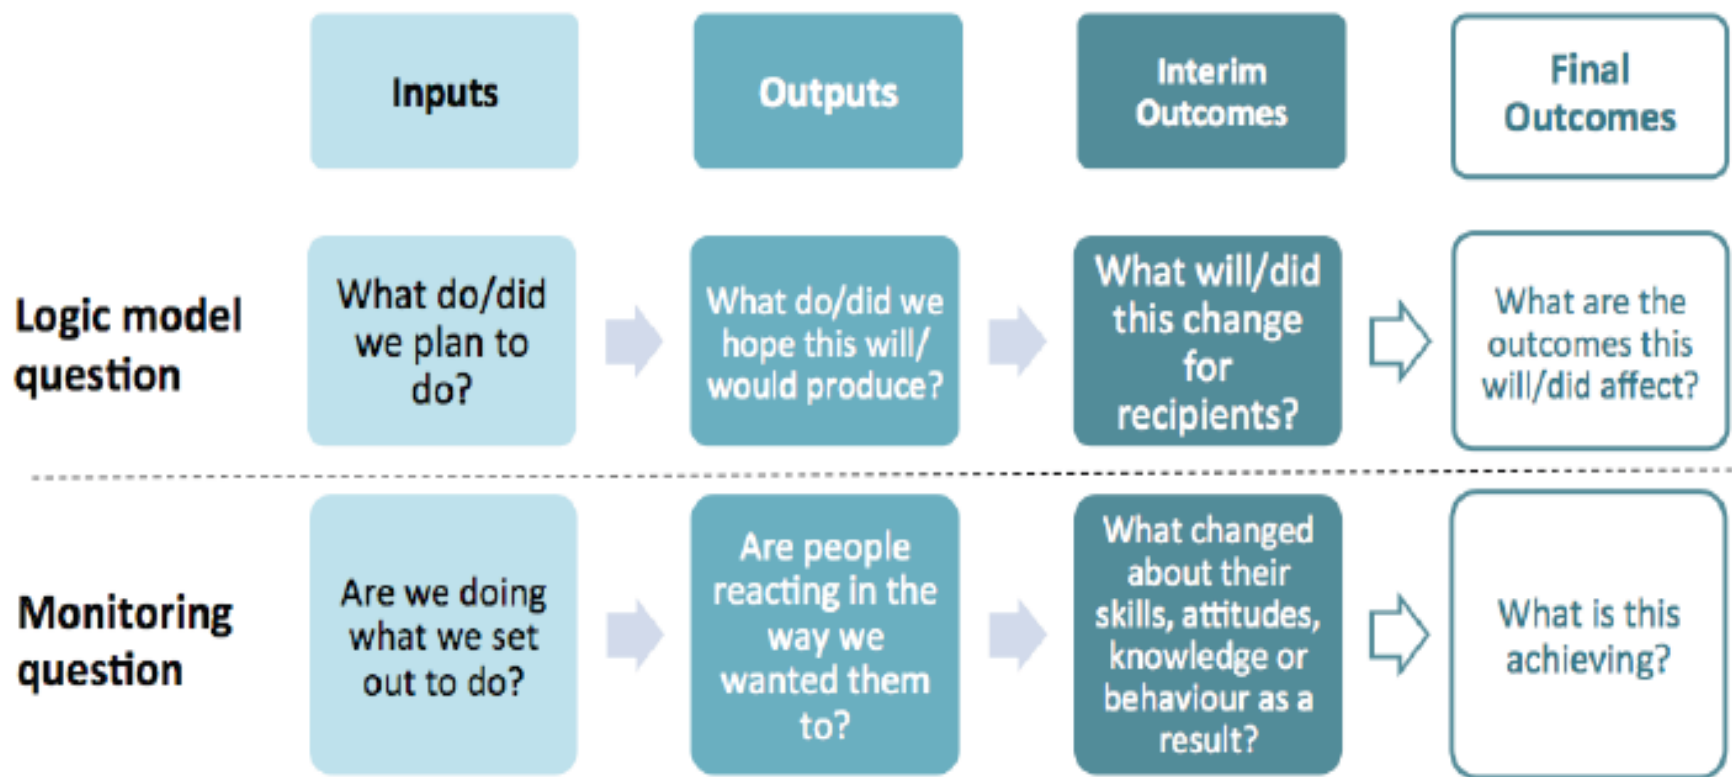 Inputs
Outputs
Interim
Outcomes
Final
Outcomes
Logic model
question
What do/did
we plan to
do?
What do/did we
hope this will/
would produce?
What will/did
this change
for
recipients?
What are the
outcomes this
will/did affect?
Monitoring
question
Are we doing
what we set
out to do?
Are people
reacting in the
way we
wanted them
to?
What changed
about their
skills, attitudes,
knowledge or
behaviour as a
result?
What is this
achieving?